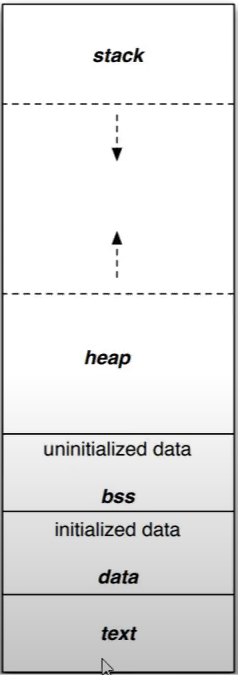 stack
heap
uninitialized data
bss
initialized data
data
text